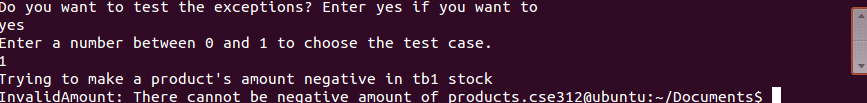 Do you want to test the exceptions? Enter yes if you want to
yes
Enter a number between 0 and 1 to choose the test case.
1
Trying to make a product's amount negative in tb1 stock
InvalidAmount: There cannot be negative amount of products.cse312@ubuntu:~/Documents$